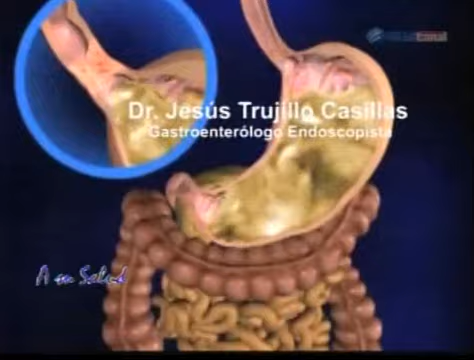 Dr. Jesús Trujillo Casillas
Gastroenterólogo Endoscopista
A su Salud